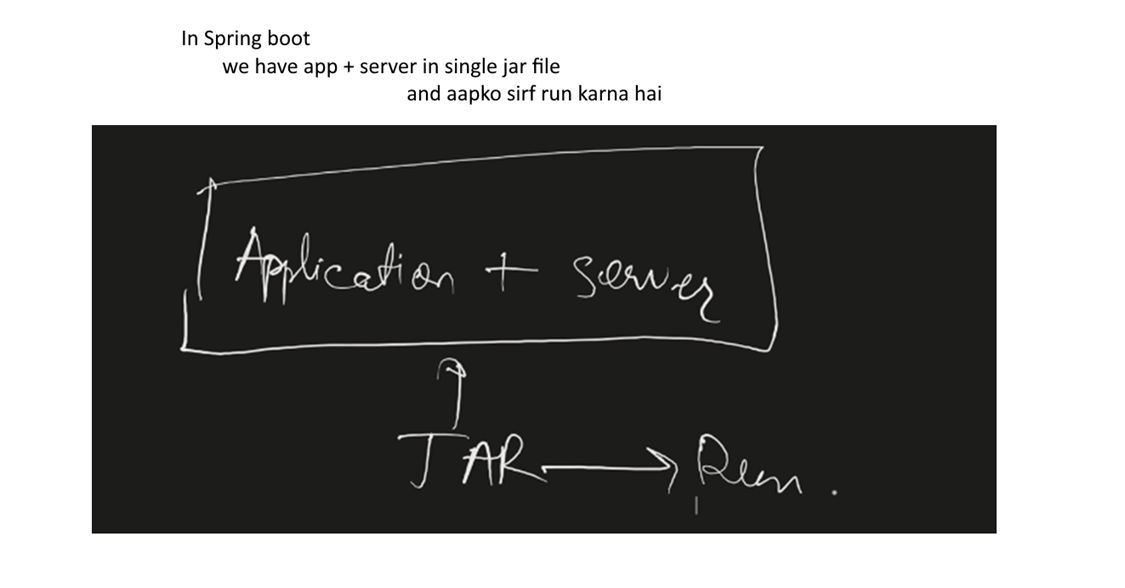 In Spring boot
we have app + server in single jar file
and aapko sirf run karna hai
Application + server
JAR → Run.